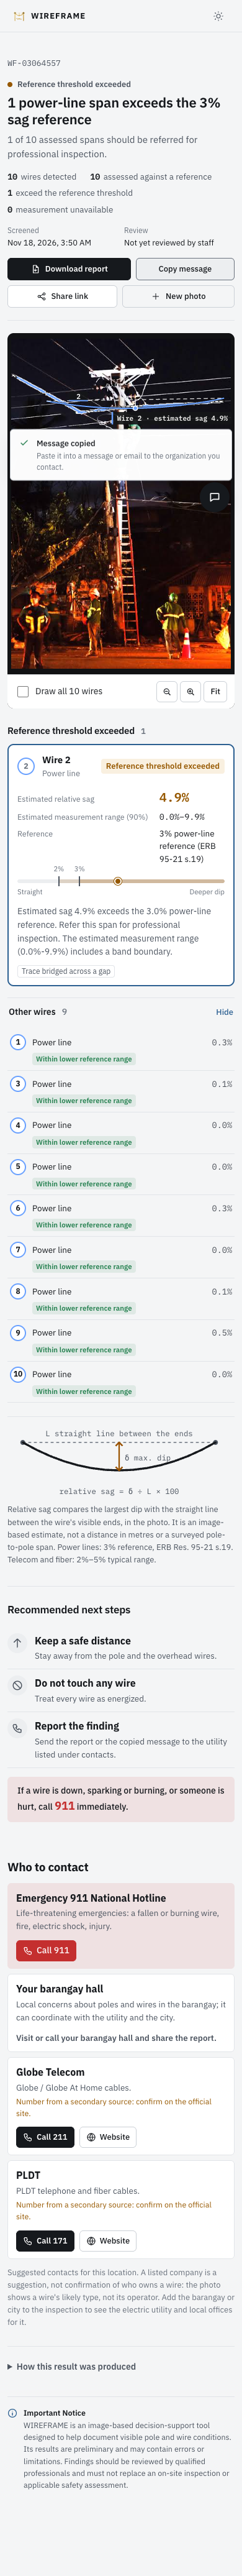 WIREFRAME
WF-03064557
Reference threshold exceeded
1 power-line span exceeds the 3%
sag reference
1 of 10 assessed spans should be referred for
professional inspection.
10 wires detected 10 assessed against a reference
1 exceed the reference threshold
0 measurement unavailable
Screened Review
Nov 18, 2026, 3:50 AM Not yet reviewed by staff
Download report Copy message
Share link New photo
2
Wire 2 · estimated sag 4.9%
Message copied
Paste it into a message or email to the organization you
contact.
Draw all 10 wires Fit
Reference threshold exceeded 1
2 Wire 2 Reference threshold exceeded
Power line
Estimated relative sag 4.9%
Estimated measurement range (90%) 0.0%–9.9%
Reference 3% power-line
reference (ERB
95-21 s.19)
2% 3%
Straight Deeper dip
Estimated sag 4.9% exceeds the 3.0% power-line
reference. Refer this span for professional
inspection. The estimated measurement range
(0.0%-9.9%) includes a band boundary.
Trace bridged across a gap
Other wires 9 Hide
1 Power line 0.3%
Within lower reference range
3 Power line 0.1%
Within lower reference range
4 Power line 0.0%
Within lower reference range
5 Power line 0.0%
Within lower reference range
6 Power line 0.3%
Within lower reference range
7 Power line 0.0%
Within lower reference range
8 Power line 0.1%
Within lower reference range
9 Power line 0.5%
Within lower reference range
10 Power line 0.0%
Within lower reference range
L straight line between the ends
δ max. dip
relative sag = δ ÷ L × 100
Relative sag compares the largest dip with the straight line
between the wire's visible ends, in the photo. It is an image-
based estimate, not a distance in metres or a surveyed pole-
to-pole span. Power lines: 3% reference, ERB Res. 95-21 s.19.
Telecom and fiber: 2%–5% typical range.
Recommended next steps
Keep a safe distance
Stay away from the pole and the overhead wires.
Do not touch any wire
Treat every wire as energized.
Report the finding
Send the report or the copied message to the utility
listed under contacts.
If a wire is down, sparking or burning, or someone is
hurt, call 911 immediately.
Who to contact
Emergency 911 National Hotline
Life-threatening emergencies: a fallen or burning wire,
fire, electric shock, injury.
Call 911
Your barangay hall
Local concerns about poles and wires in the barangay; it
can coordinate with the utility and the city.
Visit or call your barangay hall and share the report.
Globe Telecom
Globe / Globe At Home cables.
Number from a secondary source: confirm on the official
site.
Call 211 Website
PLDT
PLDT telephone and fiber cables.
Number from a secondary source: confirm on the official
site.
Call 171 Website
Suggested contacts for this location. A listed company is a
suggestion, not confirmation of who owns a wire: the photo
shows a wire's likely type, not its operator. Add the barangay or
city to the inspection to see the electric utility and local offices
for it.
How this result was produced
Important Notice
WIREFRAME is an image-based decision-support tool
designed to help document visible pole and wire conditions.
Its results are preliminary and may contain errors or
limitations. Findings should be reviewed by qualified
professionals and must not replace an on-site inspection or
applicable safety assessment.